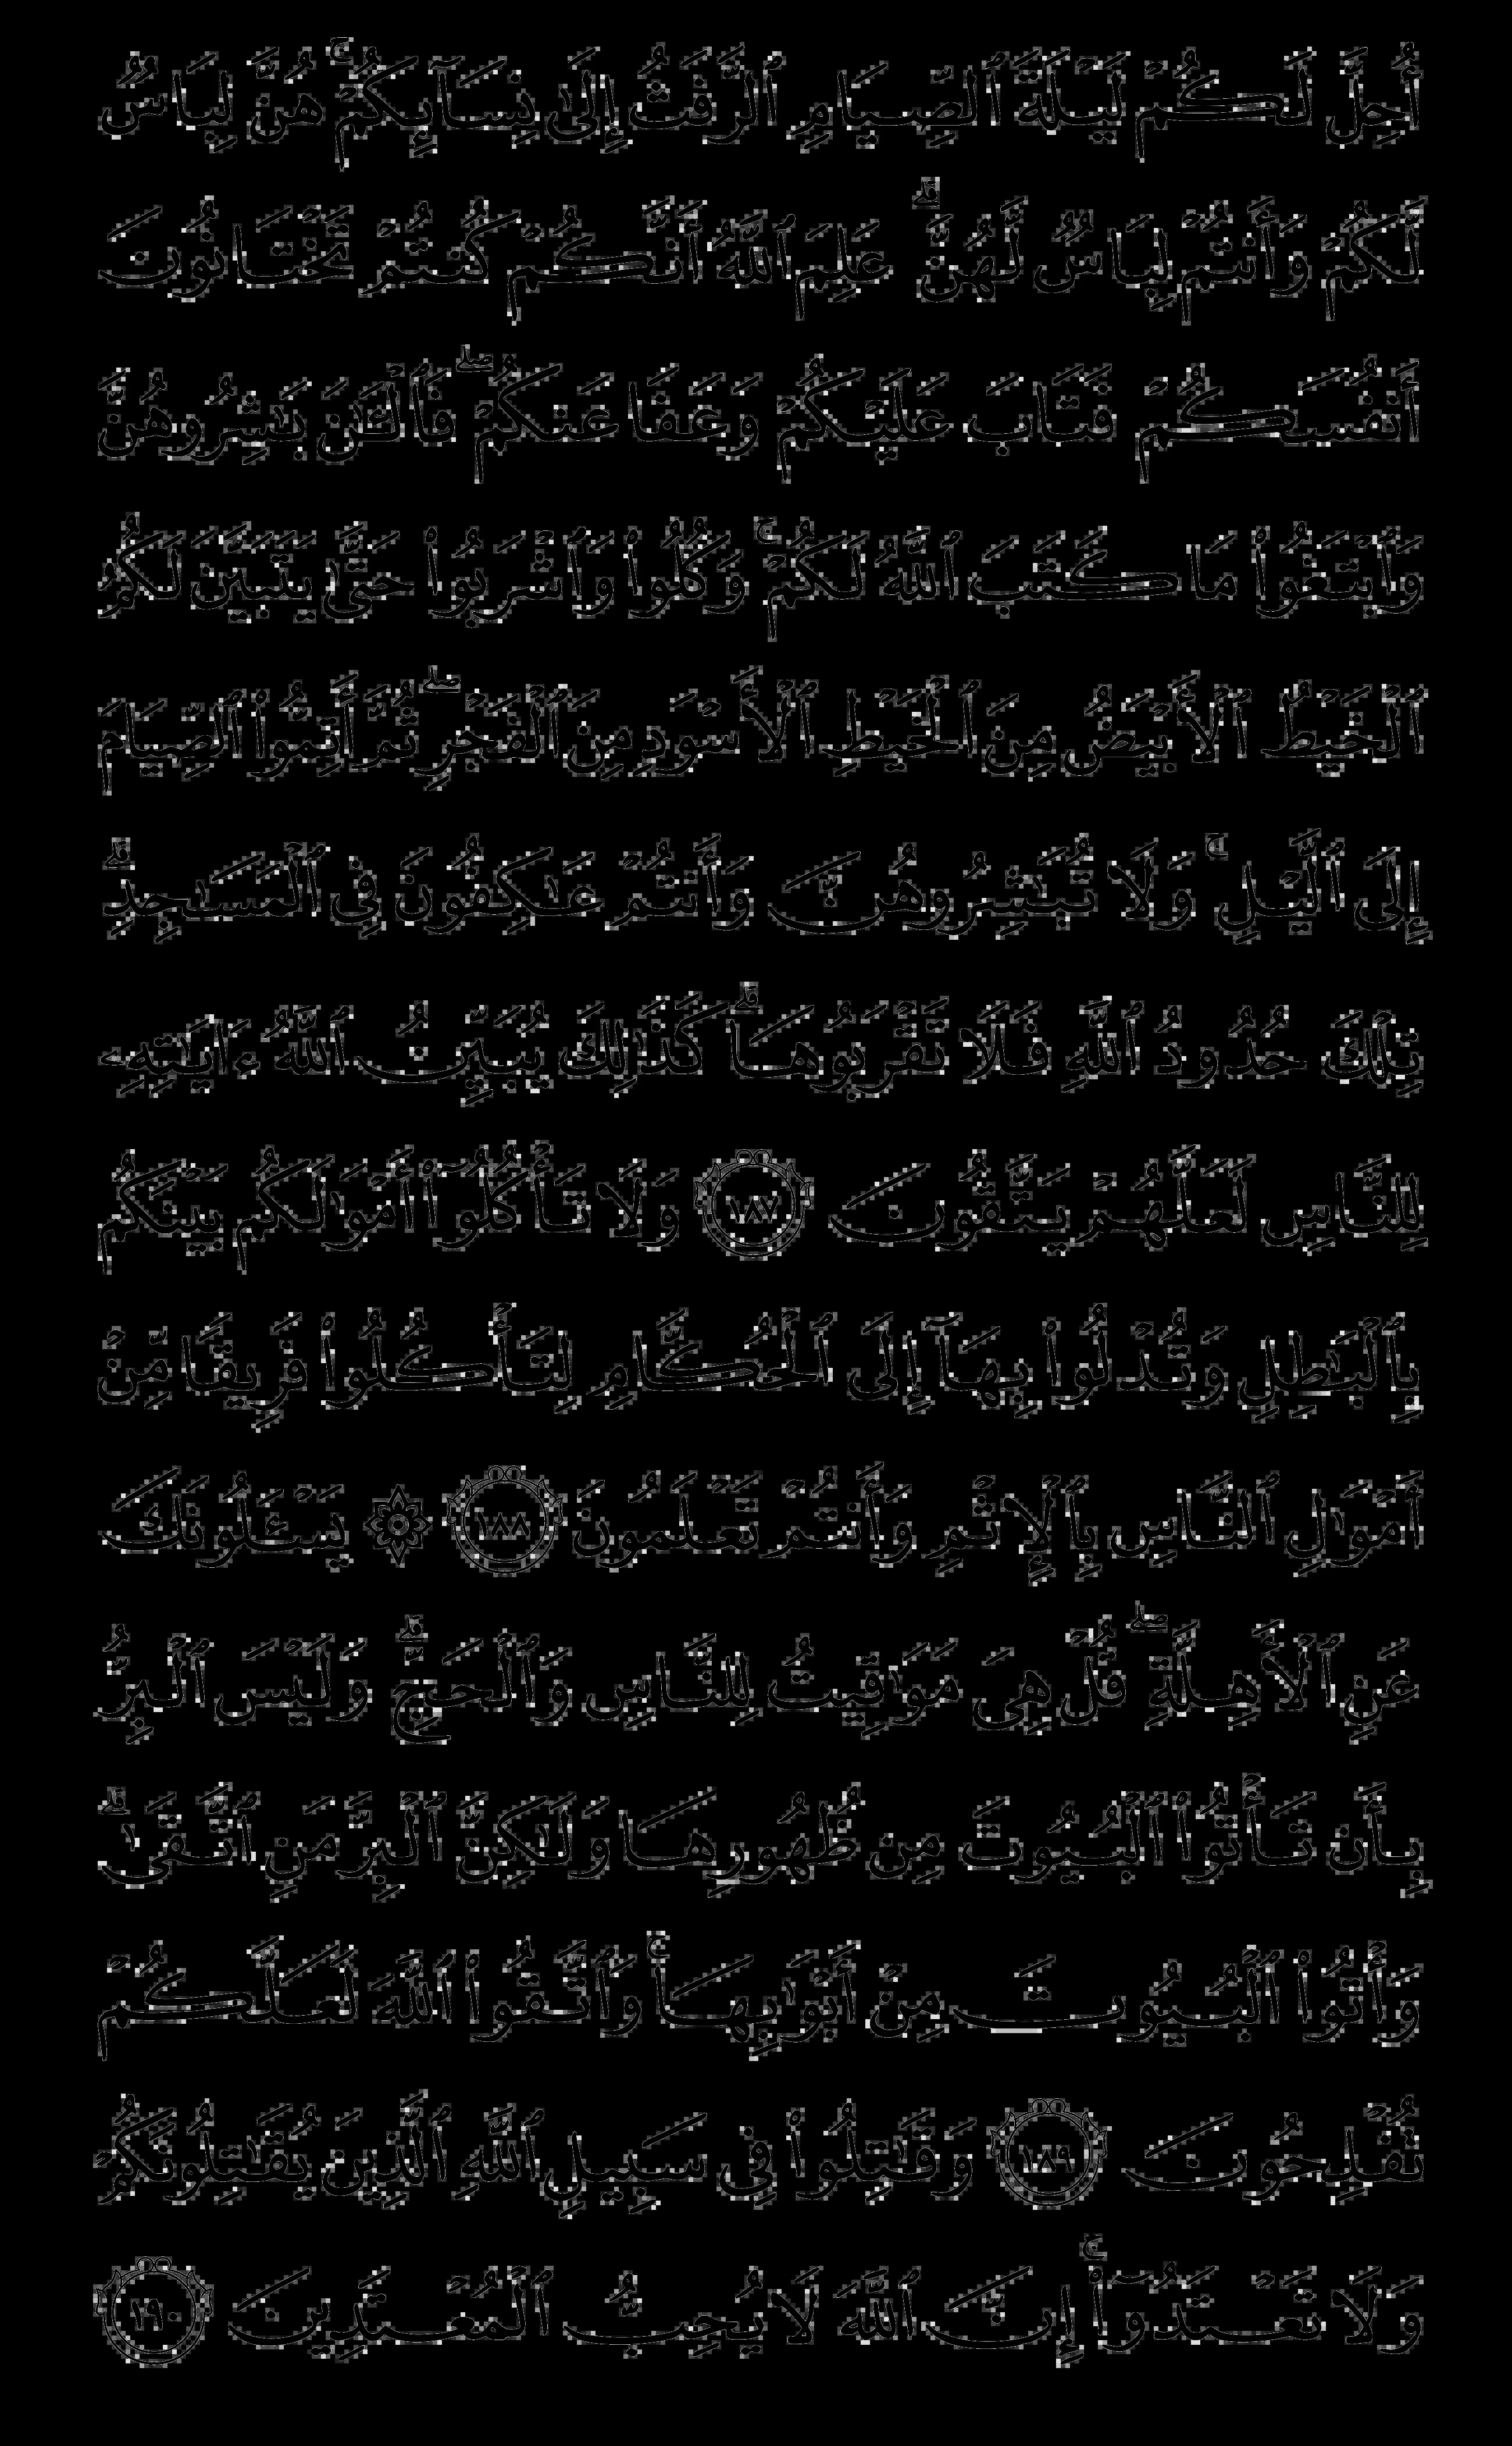 أُحِلَّ لَكُمْ لَيْلَةَ ٱلصِّيَامِ ٱلرَّفَثُ إِلَىٰ نِسَآئِكُمْ ۚ هُنَّ لِبَاسٌ
لَّكُمْ وَأَنتُمْ لِبَاسٌ لَّهُنَّ ۗ عَلِمَ ٱللَّهُ أَنَّكُمْ كُنتُمْ تَخْتَانُونَ
أَنفُسَكُمْ فَتَابَ عَلَيْكُمْ وَعَفَا عَنكُمْ ۖ فَٱلْـَٰٔنَ بَـٰشِرُوهُنَّ
وَٱبْتَغُوا۟ مَا كَتَبَ ٱللَّهُ لَكُمْ ۚ وَكُلُوا۟ وَٱشْرَبُوا۟ حَتَّىٰ يَتَبَيَّنَ لَكُمُ
ٱلْخَيْطُ ٱلْأَبْيَضُ مِنَ ٱلْخَيْطِ ٱلْأَسْوَدِ مِنَ ٱلْفَجْرِ ۖ ثُمَّ أَتِمُّوا۟ ٱلصِّيَامَ
إِلَى ٱلَّيْلِ ۚ وَلَا تُبَـٰشِرُوهُنَّ وَأَنتُمْ عَـٰكِفُونَ فِى ٱلْمَسَـٰجِدِ ۗ
تِلْكَ حُدُودُ ٱللَّهِ فَلَا تَقْرَبُوهَا ۗ كَذَٰلِكَ يُبَيِّنُ ٱللَّهُ ءَايَـٰتِهِۦ
لِلنَّاسِ لَعَلَّهُمْ يَتَّقُونَ ١٨٧ وَلَا تَأْكُلُوٓا۟ أَمْوَٰلَكُم بَيْنَكُم
بِٱلْبَـٰطِلِ وَتُدْلُوا۟ بِهَآ إِلَى ٱلْحُكَّامِ لِتَأْكُلُوا۟ فَرِيقًا مِّنْ
أَمْوَٰلِ ٱلنَّاسِ بِٱلْإِثْمِ وَأَنتُمْ تَعْلَمُونَ ١٨٨ ۞ يَسْـَٔلُونَكَ
عَنِ ٱلْأَهِلَّةِ ۖ قُلْ هِىَ مَوَٰقِيتُ لِلنَّاسِ وَٱلْحَجِّ ۗ وَلَيْسَ ٱلْبِرُّ
بِأَن تَأْتُوا۟ ٱلْبُيُوتَ مِن ظُهُورِهَا وَلَـٰكِنَّ ٱلْبِرَّ مَنِ ٱتَّقَىٰ ۗ
وَأْتُوا۟ ٱلْبُيُوتَ مِنْ أَبْوَٰبِهَا ۚ وَٱتَّقُوا۟ ٱللَّهَ لَعَلَّكُمْ
تُفْلِحُونَ ١٨٩ وَقَـٰتِلُوا۟ فِى سَبِيلِ ٱللَّهِ ٱلَّذِينَ يُقَـٰتِلُونَكُمْ
وَلَا تَعْتَدُوٓا۟ ۚ إِنَّ ٱللَّهَ لَا يُحِبُّ ٱلْمُعْتَدِينَ ١٩٠